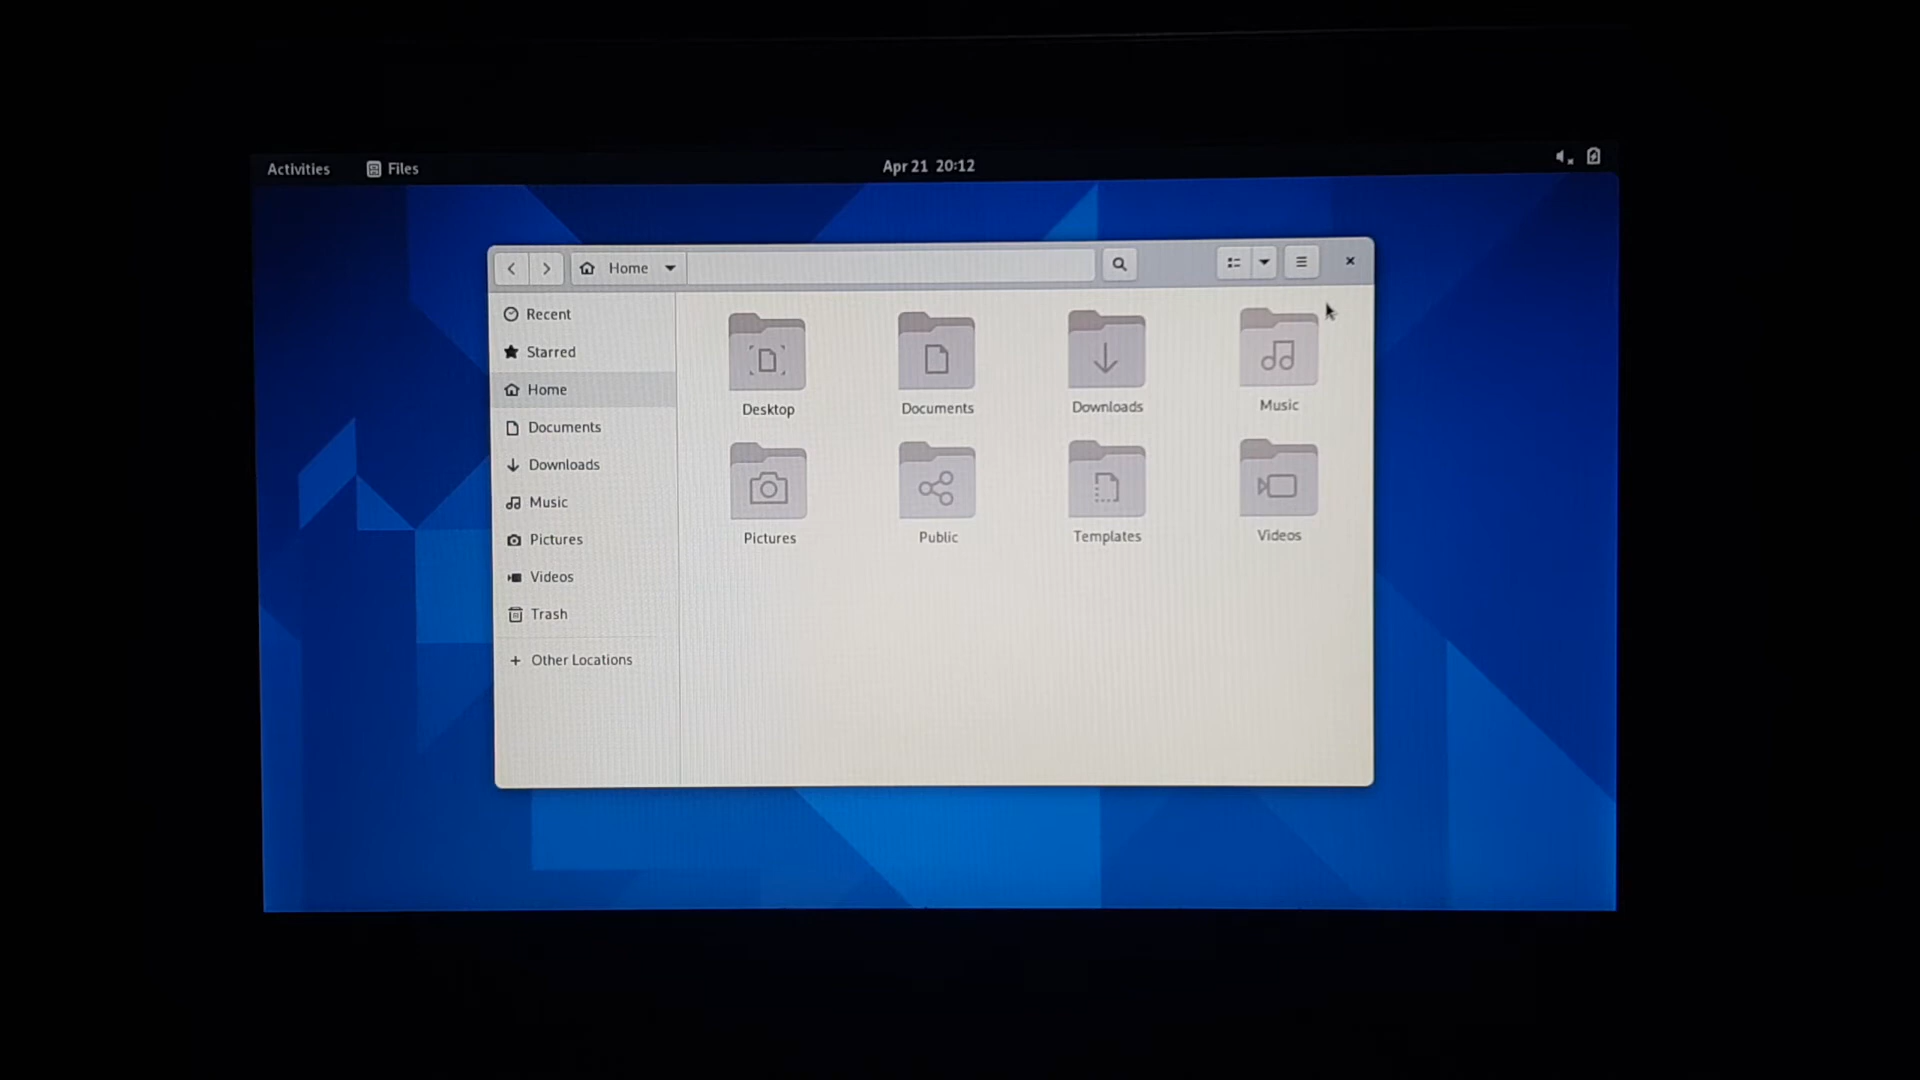 Activities Files Apr 21 20:12
Home
Recent
Starred
Home
Documents
Downloads
Music
Pictures
Videos
Trash
Other Locations
Desktop Documents Downloads Music
Pictures Public Templates Videos